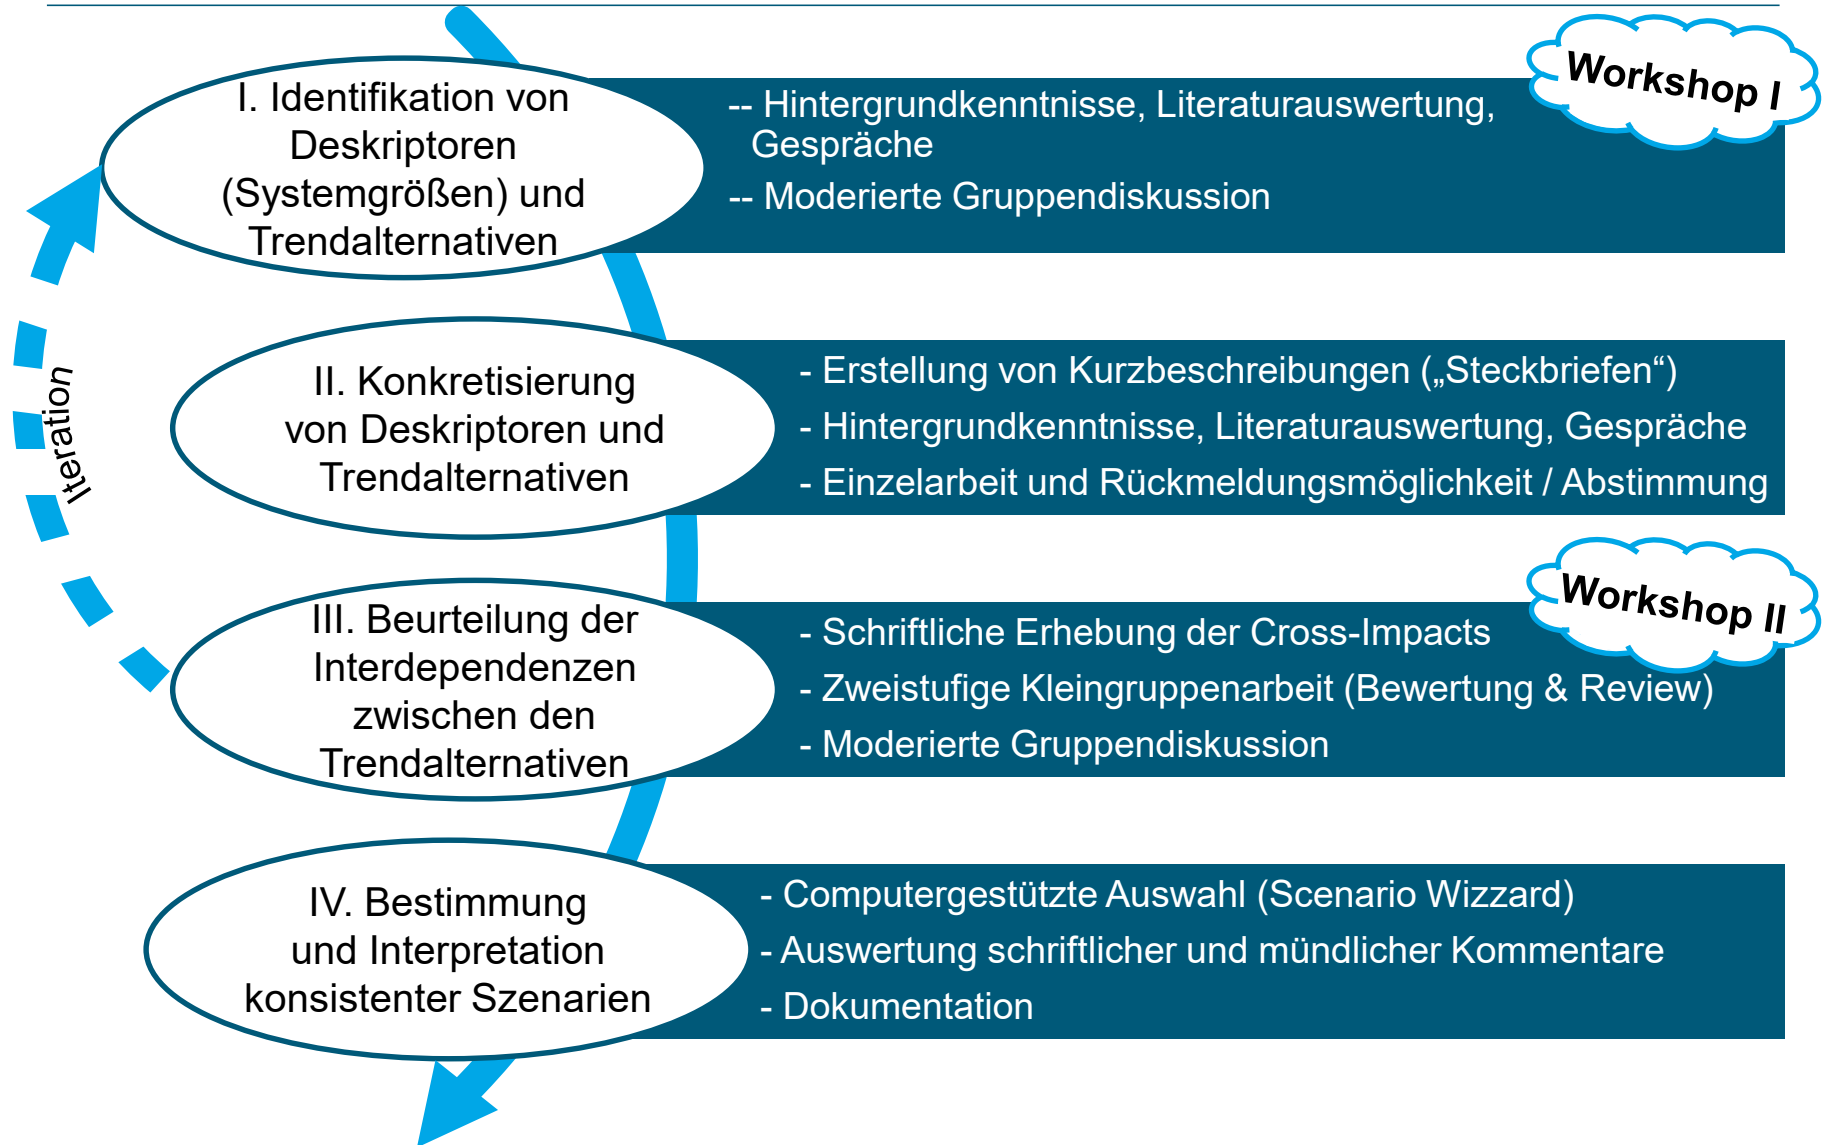 I. Identifikation von
Deskriptoren
(Systemgrößen) und
Trendalternativen
-- Hintergrundkenntnisse, Literaturauswertung,
Gespräche
-- Moderierte Gruppendiskussion
Workshop I
II. Konkretisierung
von Deskriptoren und
Trendalternativen
- Erstellung von Kurzbeschreibungen („Steckbriefen“)
- Hintergrundkenntnisse, Literaturauswertung, Gespräche
- Einzelarbeit und Rückmeldungsmöglichkeit / Abstimmung
Iteration
III. Beurteilung der
Interdependenzen
zwischen den
Trendalternativen
- Schriftliche Erhebung der Cross-Impacts
- Zweistufige Kleingruppenarbeit (Bewertung & Review)
- Moderierte Gruppendiskussion
Workshop II
IV. Bestimmung
und Interpretation
konsistenter Szenarien
- Computergestützte Auswahl (Scenario Wizzard)
- Auswertung schriftlicher und mündlicher Kommentare
- Dokumentation